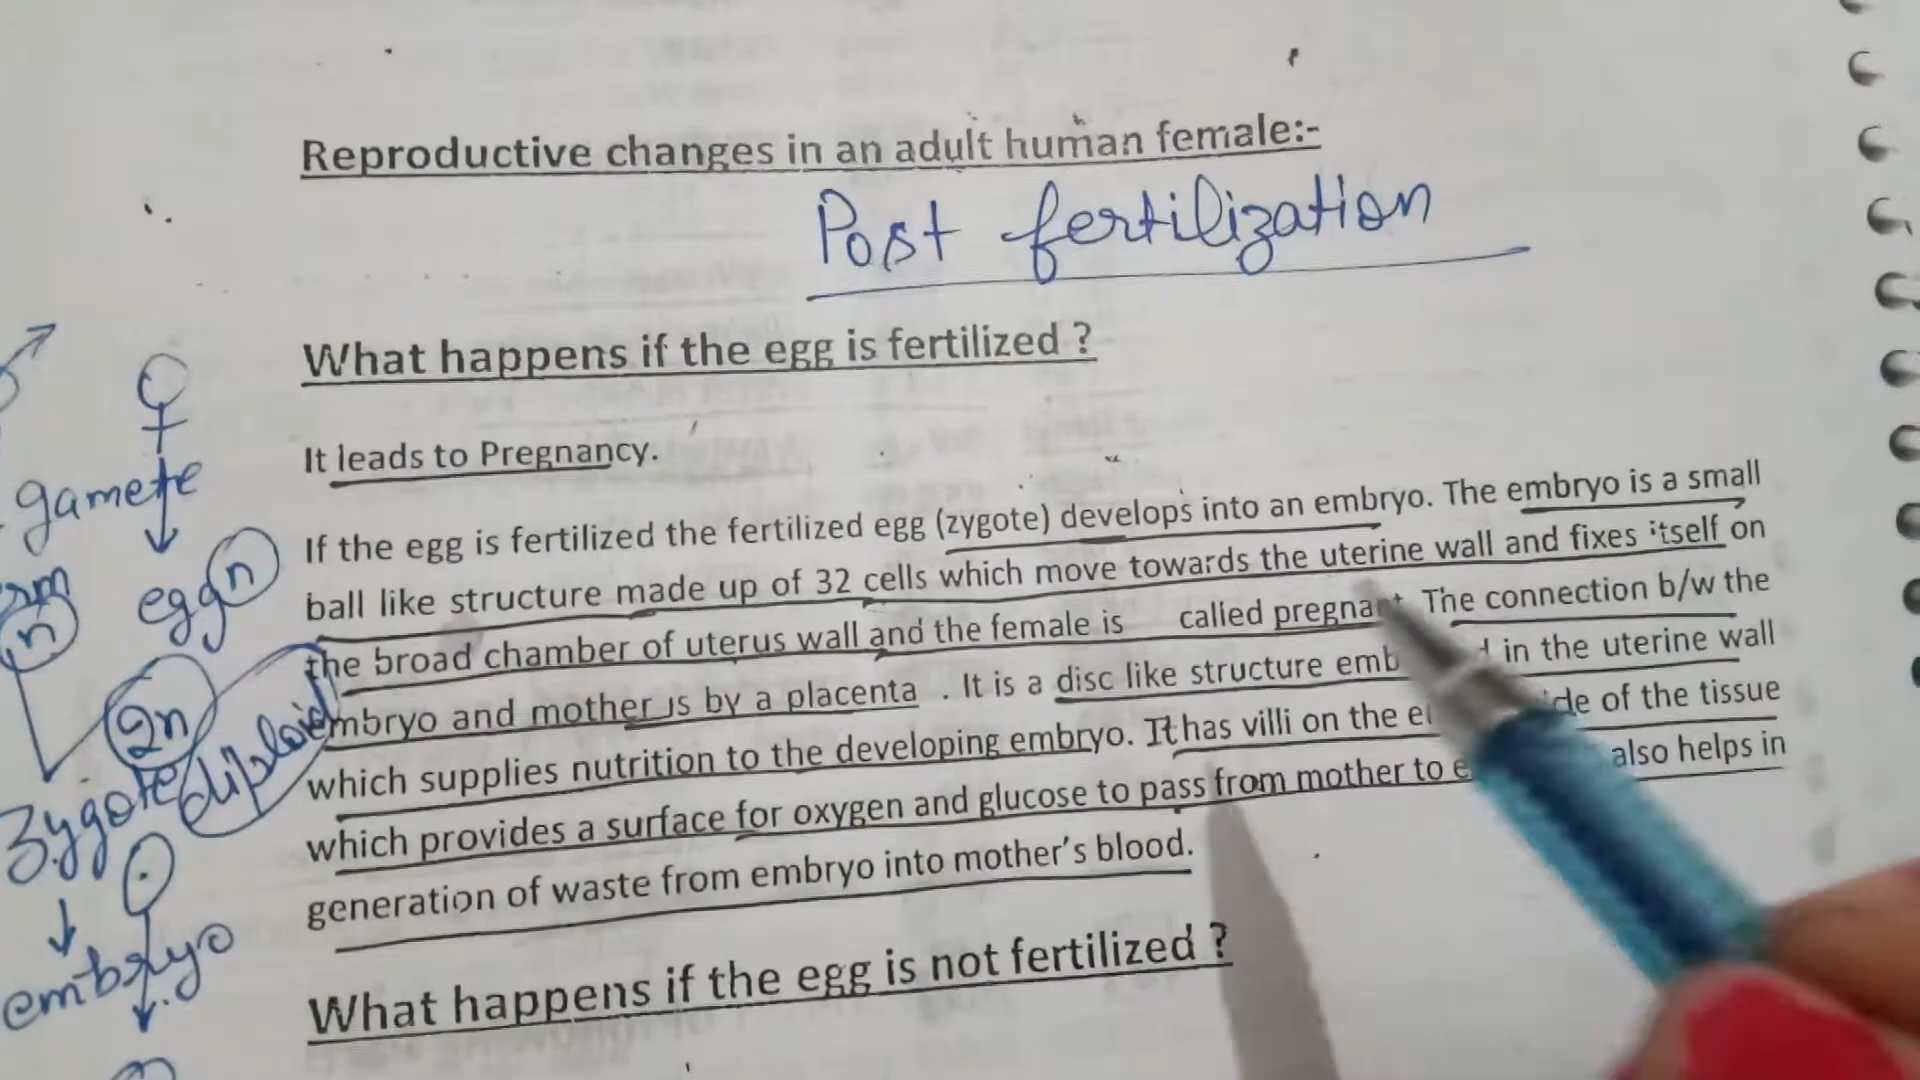 Reproductive changes in an adult human female:-
Post fertilization
What happens if the egg is fertilized ?
It leads to Pregnancy.
If the egg is fertilized the fertilized egg (zygote) develops into an embryo. The embryo is a small
ball like structure made up of 32 cells which move towards the uterine wall and fixes itself on
the broad chamber of uterus wall and the female is called pregnant The connection b/w the
embryo and mother is by a placenta . It is a disc like structure in the uterine wall
which supplies nutrition to the developing embryo. It has villi on the of the tissue
which provides a surface for oxygen and glucose to pass from mother to also helps in
generation of waste from embryo into mother's blood.
What happens if the egg is not fertilized ?
♀
gamete
egg n
n
2n
diploid
zygote
embryo